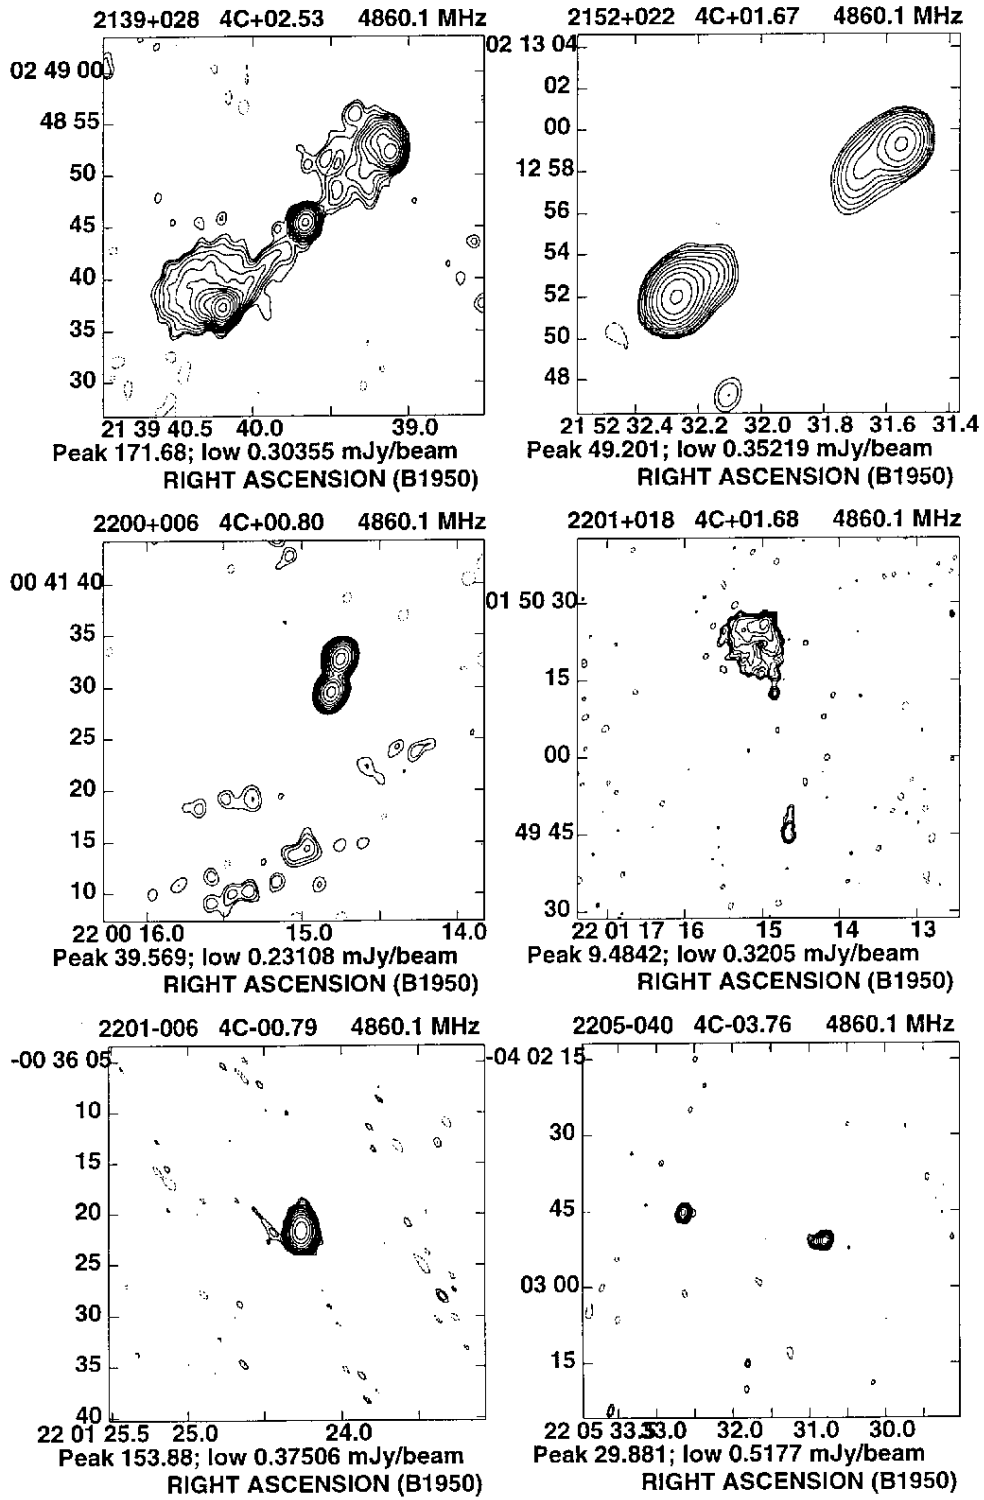 2139+028 4C+02.53 4860.1 MHz
02 49 00
48 55
50
45
40
35
30
21 39 40.5 40.0 39.0
Peak 171.68; low 0.30355 mJy/beam
RIGHT ASCENSION (B1950)
2152+022 4C+01.67 4860.1 MHz
02 13 04
02
00
12 58
56
54
52
50
48
21 52 32.4 32.2 32.0 31.8 31.6 31.4
Peak 49.201; low 0.35219 mJy/beam
RIGHT ASCENSION (B1950)
2200+006 4C+00.80 4860.1 MHz
00 41 40
35
30
25
20
15
10
22 00 16.0 15.0 14.0
Peak 39.569; low 0.23108 mJy/beam
RIGHT ASCENSION (B1950)
2201+018 4C+01.68 4860.1 MHz
01 50 30
15
00
49 45
30
22 01 17 16 15 14 13
Peak 9.4842; low 0.3205 mJy/beam
RIGHT ASCENSION (B1950)
2201-006 4C-00.79 4860.1 MHz
-00 36 05
10
15
20
25
30
35
40
22 01 25.5 25.0 24.0
Peak 153.88; low 0.37506 mJy/beam
RIGHT ASCENSION (B1950)
2205-040 4C-03.76 4860.1 MHz
-04 02 15
30
45
03 00
15
22 05 33.5 33.0 32.0 31.0 30.0
Peak 29.881; low 0.5177 mJy/beam
RIGHT ASCENSION (B1950)